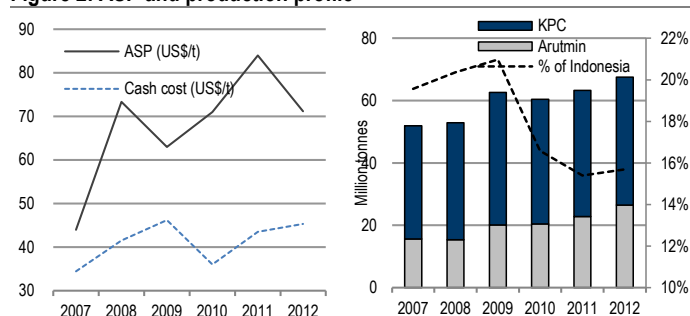 Figure 2: ASP and production profile
90
80
70
60
50
40
30
ASP (US$/t)
Cash cost (US$/t)
2007 2008 2009 2010 2011 2012
KPC
Arutmin
% of Indonesia
Million tonnes
80
60
40
20
0
22%
20%
18%
16%
14%
12%
10%
2007 2008 2009 2010 2011 2012